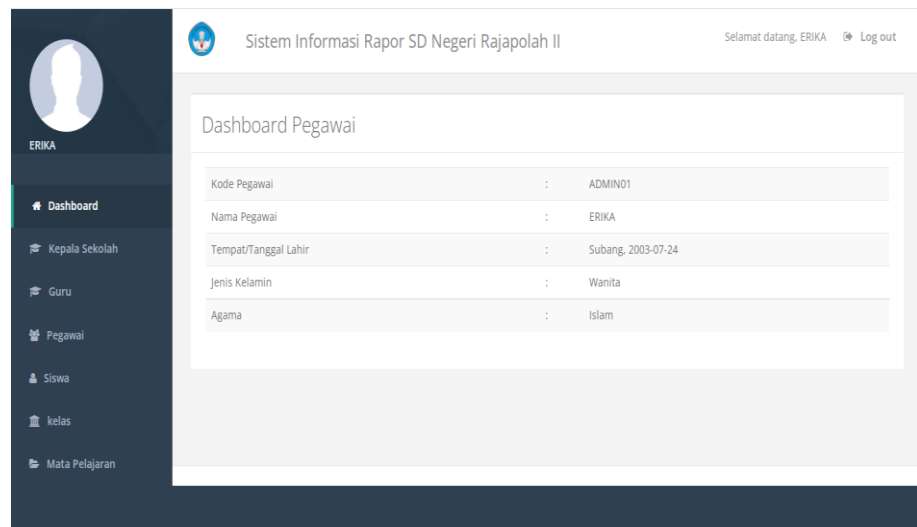 Sistem Informasi Rapor SD Negeri Rajapolah II
Selamat datang, ERIKA Log out
ERIKA
Dashboard
Kepala Sekolah
Guru
Pegawai
Siswa
kelas
Mata Pelajaran
Dashboard Pegawai
Kode Pegawai : ADMIN01
Nama Pegawai : ERIKA
Tempat/Tanggal Lahir : Subang, 2003-07-24
Jenis Kelamin : Wanita
Agama : Islam